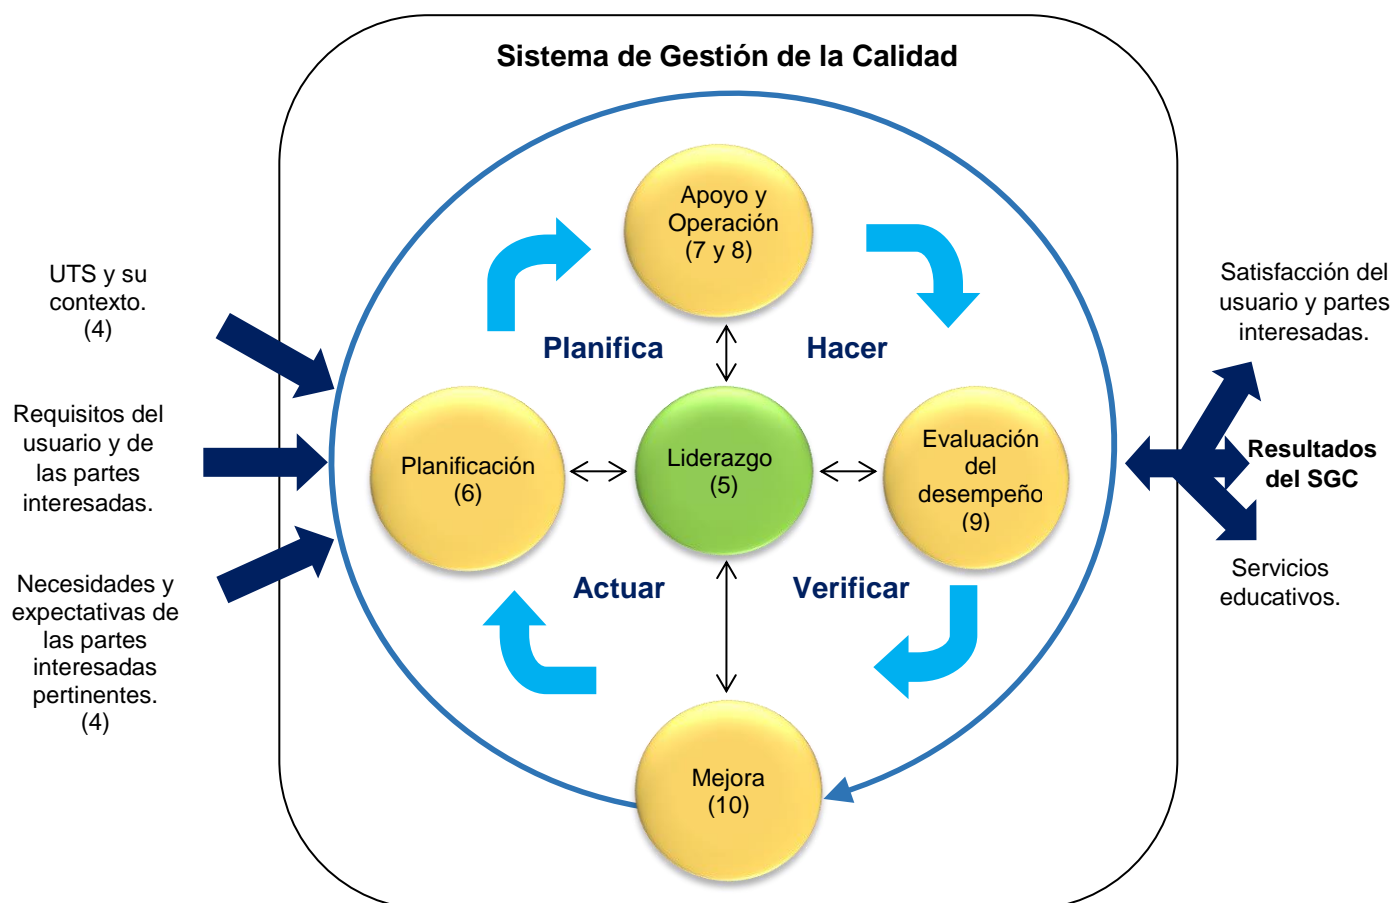 Sistema de Gestión de la Calidad
UTS y su
contexto.
(4)
Requisitos del
usuario y de
las partes
interesadas.
Necesidades y
expectativas de
las partes
interesadas
pertinentes.
(4)
Apoyo y
Operación
(7 y 8)
Planifica
Hacer
Planificación
(6)
Liderazgo
(5)
Evaluación
del
desempeño
(9)
Actuar
Verificar
Mejora
(10)
Satisfacción del
usuario y partes
interesadas.
Resultados
del SGC
Servicios
educativos.